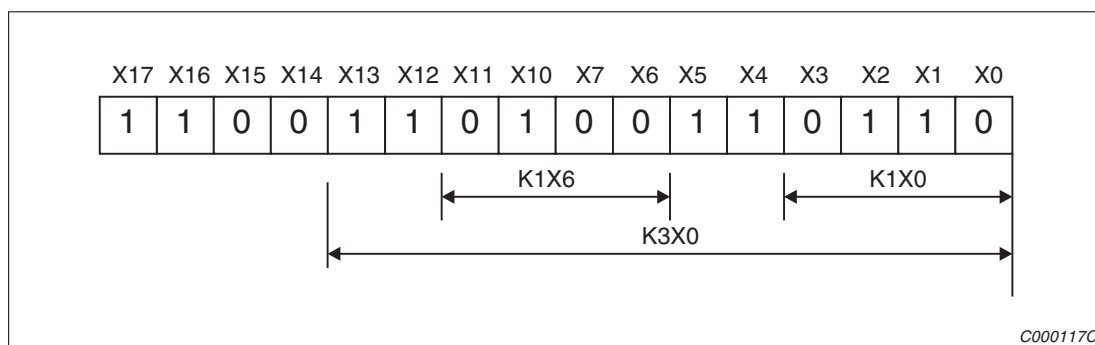 X17 X16 X15 X14 X13 X12 X11 X10 X7 X6 X5 X4 X3 X2 X1 X0
1 1 0 0 1 1 0 1 0 0 1 1 0 1 1 0
K1X6 K1X0
K3X0
C000117C